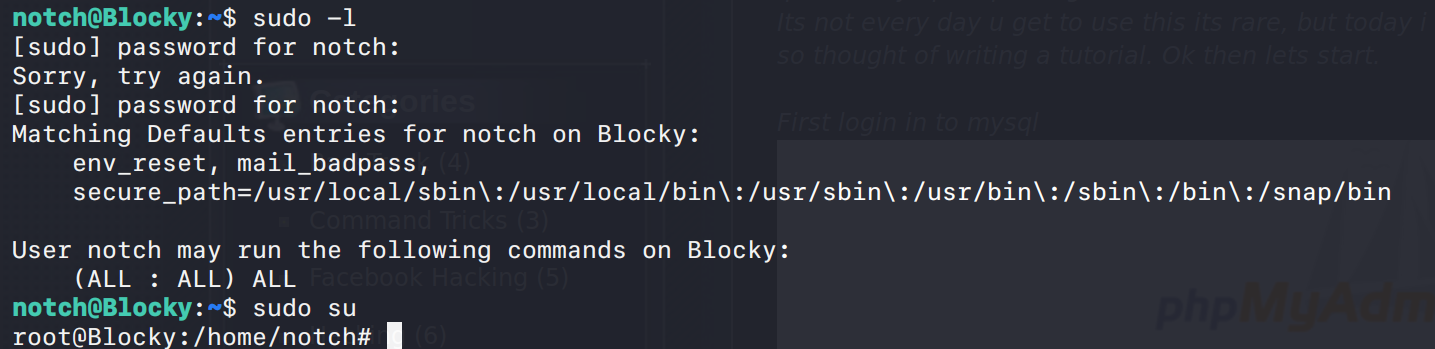 notch@Blocky:~$ sudo -l
[sudo] password for notch:
Sorry, try again.
[sudo] password for notch:
Matching Defaults entries for notch on Blocky:
    env_reset, mail_badpass,
    secure_path=/usr/local/sbin\:/usr/local/bin\:/usr/sbin\:/usr/bin\:/sbin\:/bin\:/snap/bin

User notch may run the following commands on Blocky:
    (ALL : ALL) ALL
notch@Blocky:~$ sudo su
root@Blocky:/home/notch#
Its not every day u get to use this its rare, but today i
so thought of writing a tutorial. Ok then lets start.
Categories
First login in to mysql
(4)
Command Tricks (3)
Facebook Hacking (5)
(6)